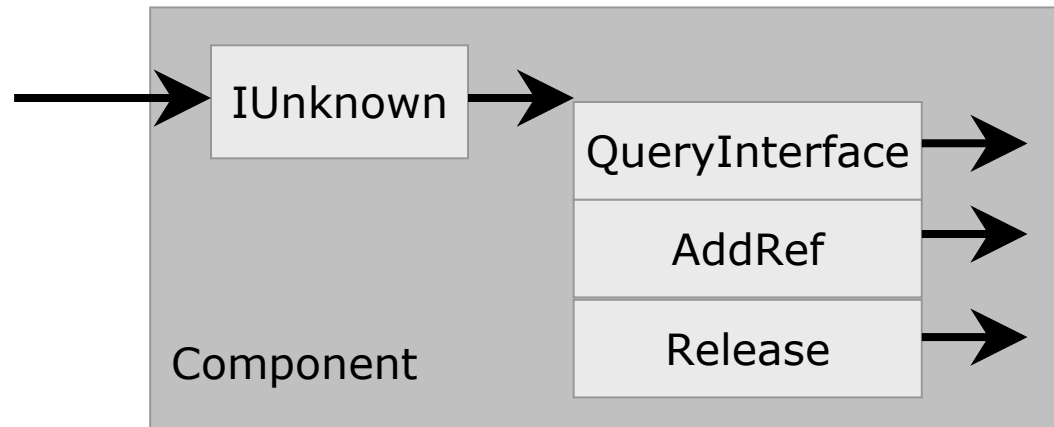 IUnknown
QueryInterface
AddRef
Release
Component